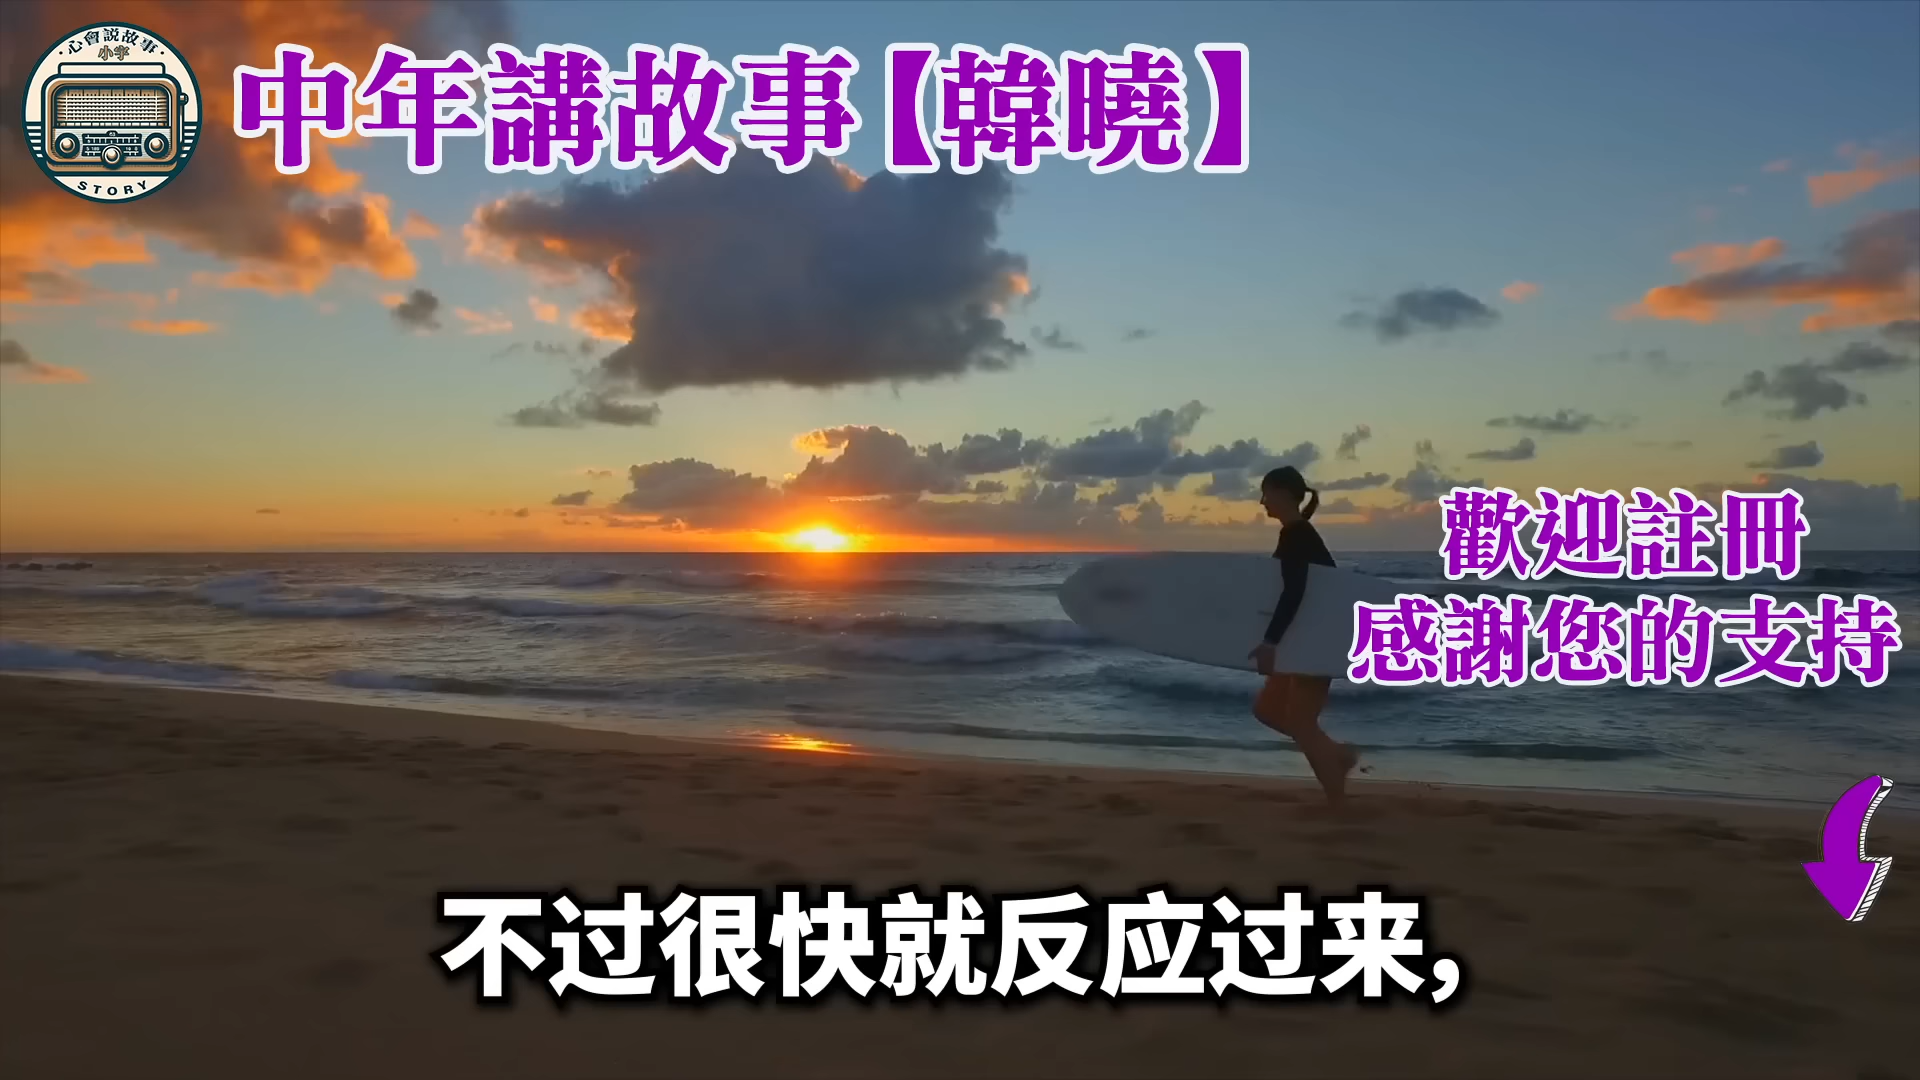 ·心會説故事·
小宇
STORY
中年講故事【韓曉】
歡迎註冊
感謝您的支持
不过很快就反应过来,